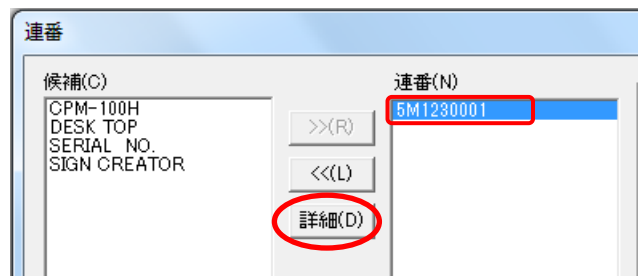 連番
候補(C)
連番(N)
CPM-100H
DESK TOP
SERIAL NO.
SIGN CREATOR
>>(R)
<<(L)
詳細(D)
5M1230001